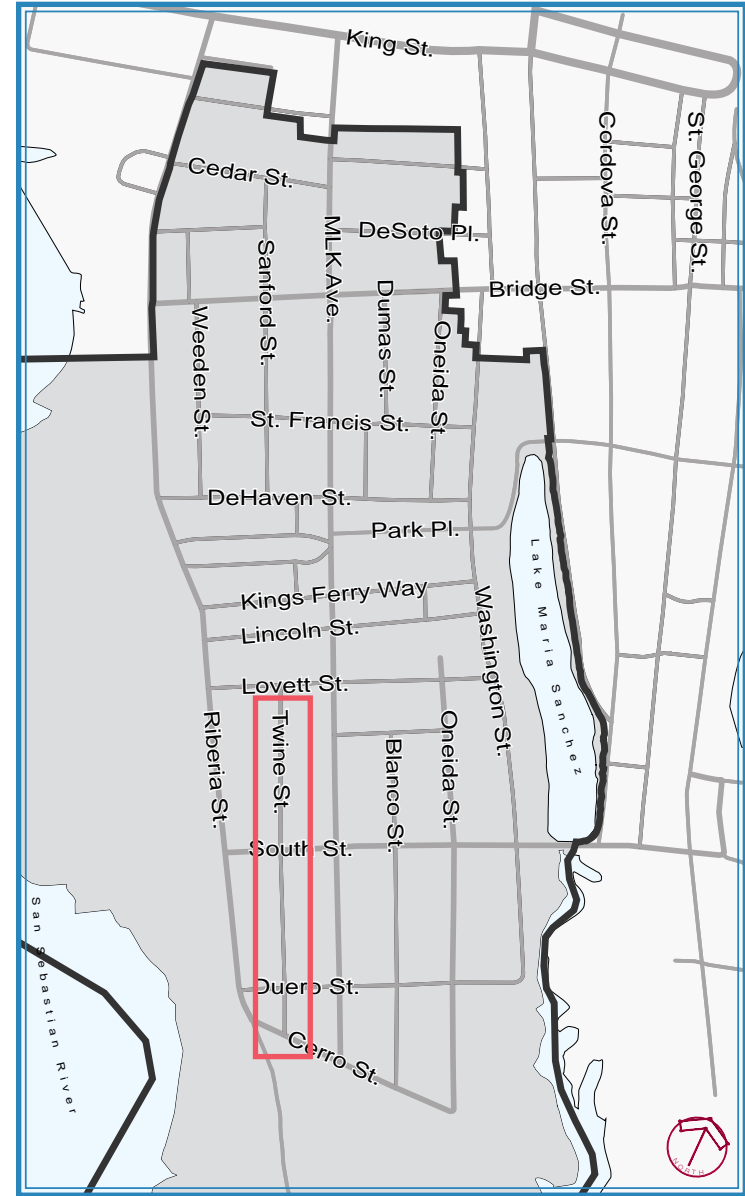 King St.
Cordova St.
St. George St.
Cedar St.
MLK Ave.
DeSoto Pl.
Sanford St.
Bridge St.
Dumas St.
Weeden St.
Oneida St.
St. Francis St.
DeHaven St.
Park Pl.
Lake Maria Sanchez
Kings Ferry Way
Washington St.
Lincoln St.
Lovett St.
Riberia St.
Twine St.
Oneida St.
Blanco St.
South St.
San Sebastian River
Duero St.
Cerro St.
NORTH